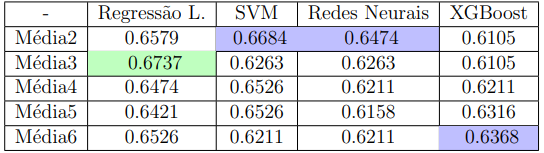 - Regressão L. SVM Redes Neurais XGBoost
Média2 0.6579 0.6684 0.6474 0.6105
Média3 0.6737 0.6263 0.6263 0.6105
Média4 0.6474 0.6526 0.6211 0.6211
Média5 0.6421 0.6526 0.6158 0.6316
Média6 0.6526 0.6211 0.6211 0.6368